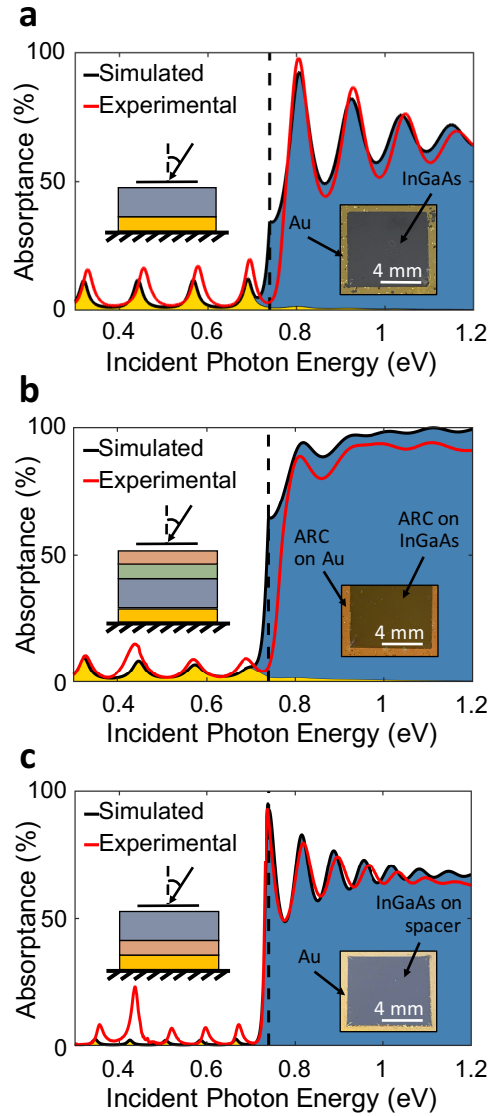 a
Absorptance (%)
100
50
0
Simulated
Experimental
InGaAs
Au
4 mm
0.4 0.6 0.8 1 1.2
Incident Photon Energy (eV)
b
Absorptance (%)
100
50
0
Simulated
Experimental
ARC
on Au
ARC on
InGaAs
4 mm
0.4 0.6 0.8 1 1.2
Incident Photon Energy (eV)
c
Absorptance (%)
100
50
0
Simulated
Experimental
InGaAs on
spacer
Au
4 mm
0.4 0.6 0.8 1 1.2
Incident Photon Energy (eV)